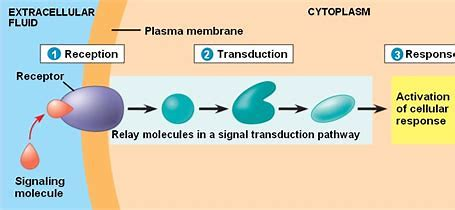 EXTRACELLULAR
FLUID
CYTOPLASM
Plasma membrane
1 Reception
2 Transduction
3 Response
Receptor
Relay molecules in a signal transduction pathway
Activation
of cellular
response
Signaling
molecule